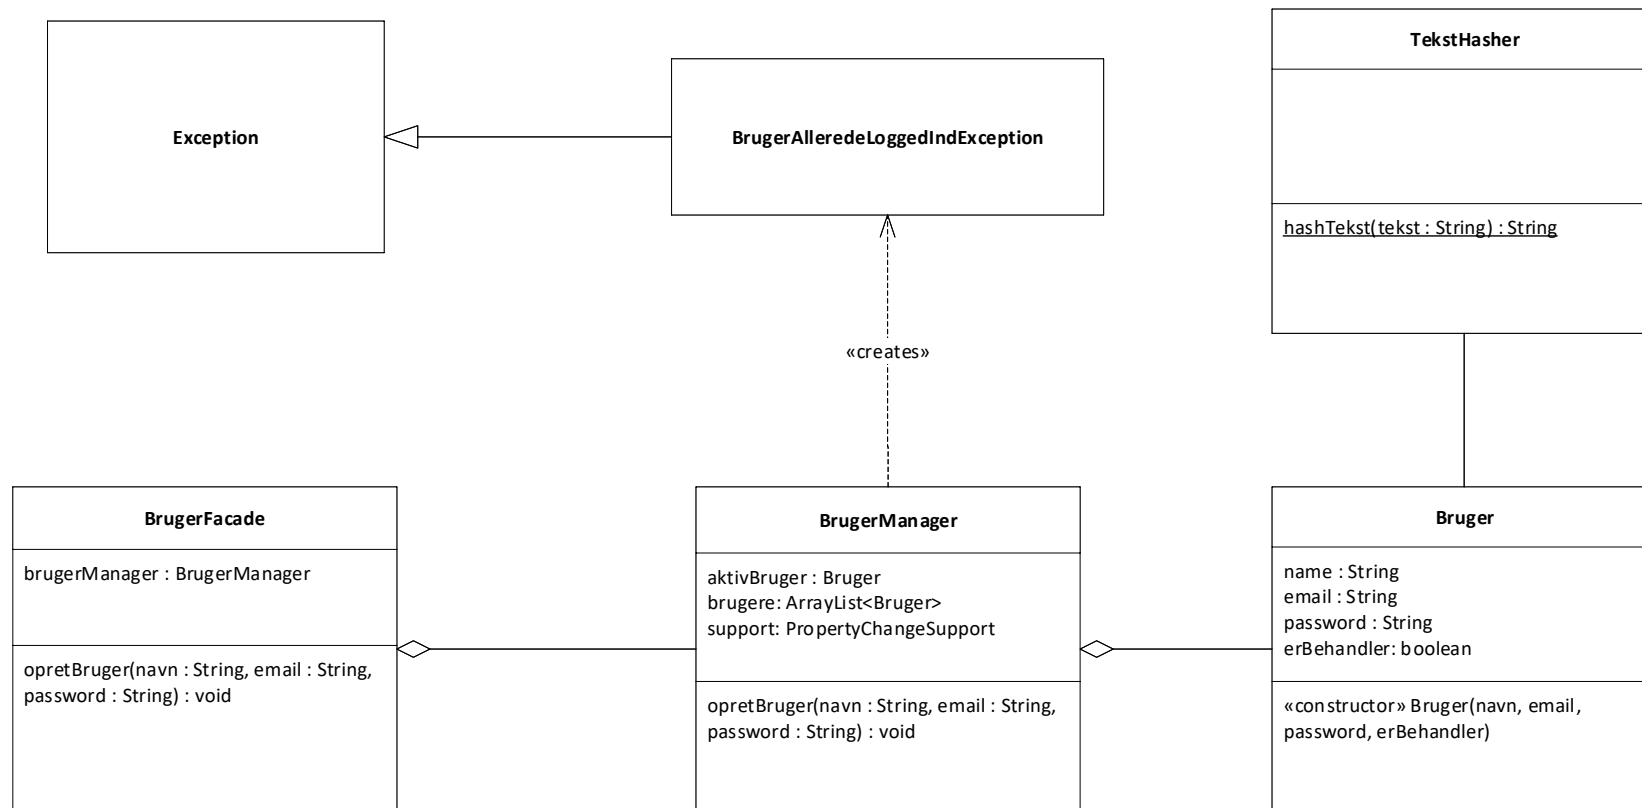 Exception
BrugerAlleredeLoggedIndException
TekstHasher
hashTekst(tekst : String) : String
«creates»
BrugerFacade
brugerManager : BrugerManager
opretBruger(navn : String, email : String,
password : String) : void
BrugerManager
aktivBruger : Bruger
brugere: ArrayList<Bruger>
support: PropertyChangeSupport
opretBruger(navn : String, email : String,
password : String) : void
Bruger
name : String
email : String
password : String
erBehandler: boolean
«constructor» Bruger(navn, email,
password, erBehandler)